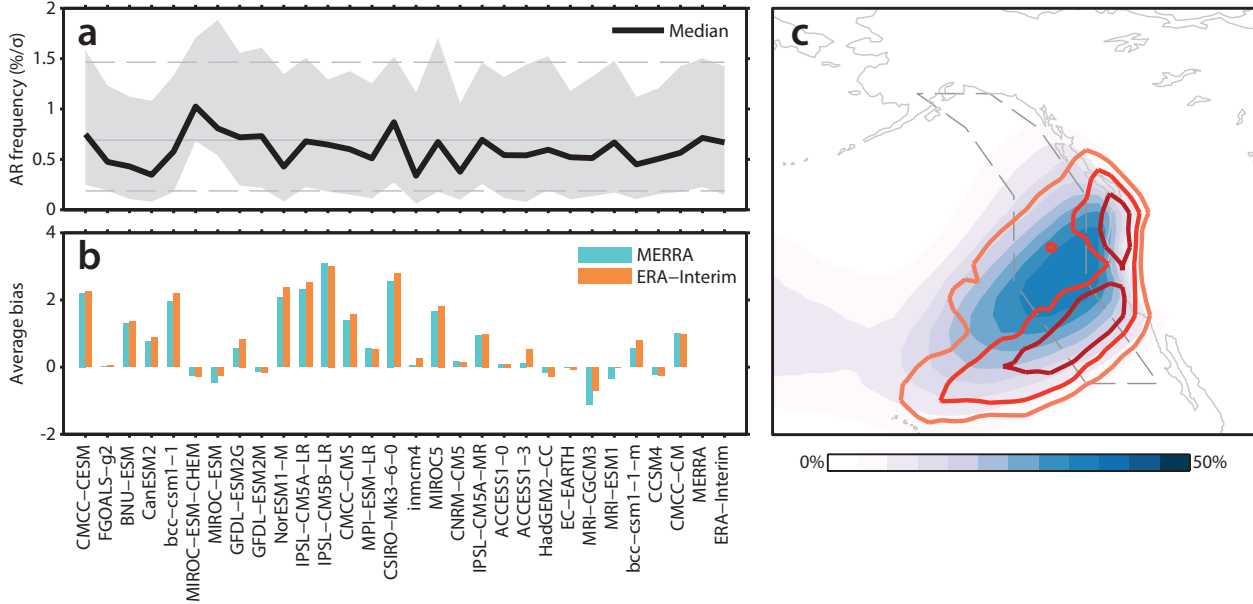 a
Median
AR frequency (%/σ)
2
1.5
1
0.5
0
b
MERRA
ERA−Interim
Average bias
4
2
0
-2
CMCC−CESM
FGOALS−g2
BNU−ESM
CanESM2
bcc−csm1−1
MIROC−ESM−CHEM
MIROC−ESM
GFDL−ESM2G
GFDL−ESM2M
NorESM1−M
IPSL−CM5A−LR
IPSL−CM5B−LR
CMCC−CMS
MPI−ESM−LR
CSIRO−Mk3−6−0
inmcm4
MIROC5
CNRM−CM5
IPSL−CM5A−MR
ACCESS1−0
ACCESS1−3
HadGEM2−CC
EC−EARTH
MRI−CGCM3
MRI−ESM1
bcc−csm1−1−m
CCSM4
CMCC−CM
MERRA
ERA−Interim
c
0%
50%